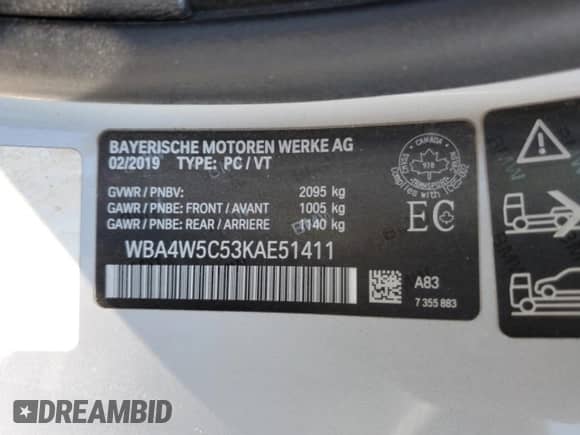 BAYERISCHE MOTOREN WERKE AG
02/2019 TYPE: PC / VT
GVWR / PNBV: 2095 kg
GAWR / PNBE: FRONT / AVANT 1005 kg
GAWR / PNBE: REAR / ARRIERE 1140 kg
WBA4W5C53KAE51411
CANADA
EC
A83
7 355 883
DREAMBID